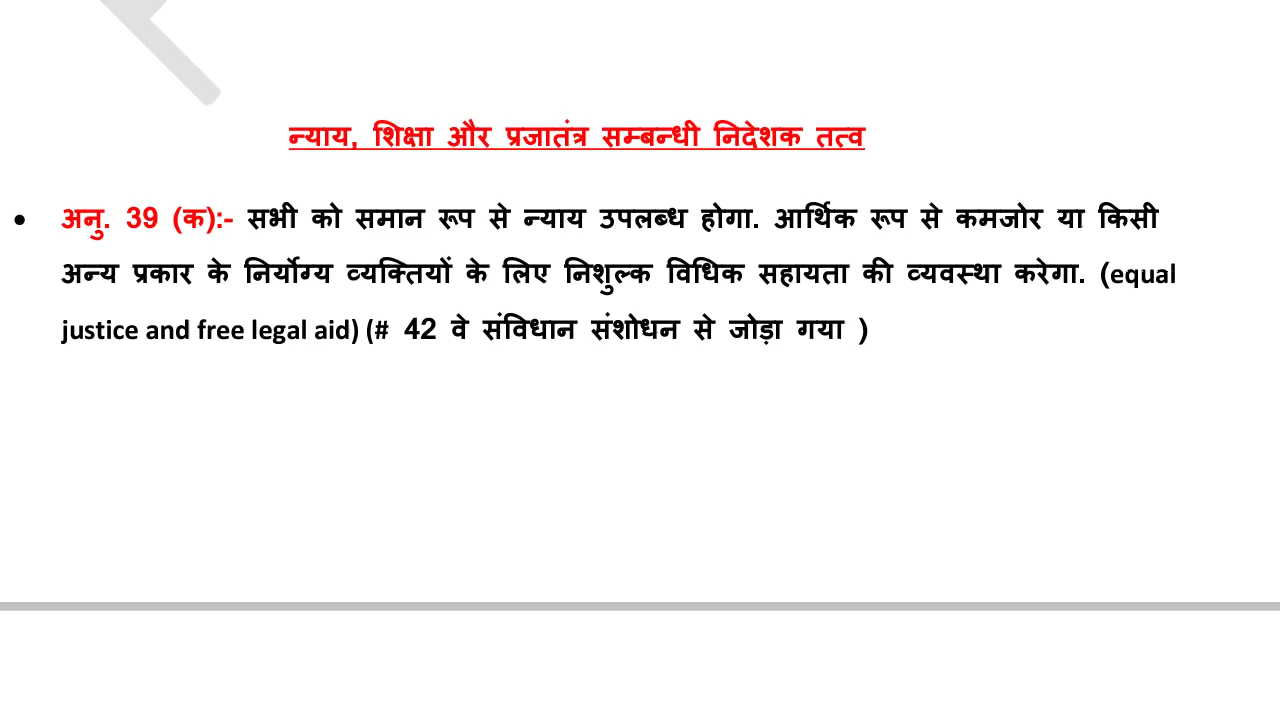 न्याय, शिक्षा और प्रजातंत्र सम्बन्धी निदेशक तत्व
• अनु. 39 (क):- सभी को समान रूप से न्याय उपलब्ध होगा. आर्थिक रूप से कमजोर या किसी
अन्य प्रकार के निर्योग्य व्यक्तियों के लिए निशुल्क विधिक सहायता की व्यवस्था करेगा. (equal
justice and free legal aid) (# 42 वे संविधान संशोधन से जोड़ा गया )